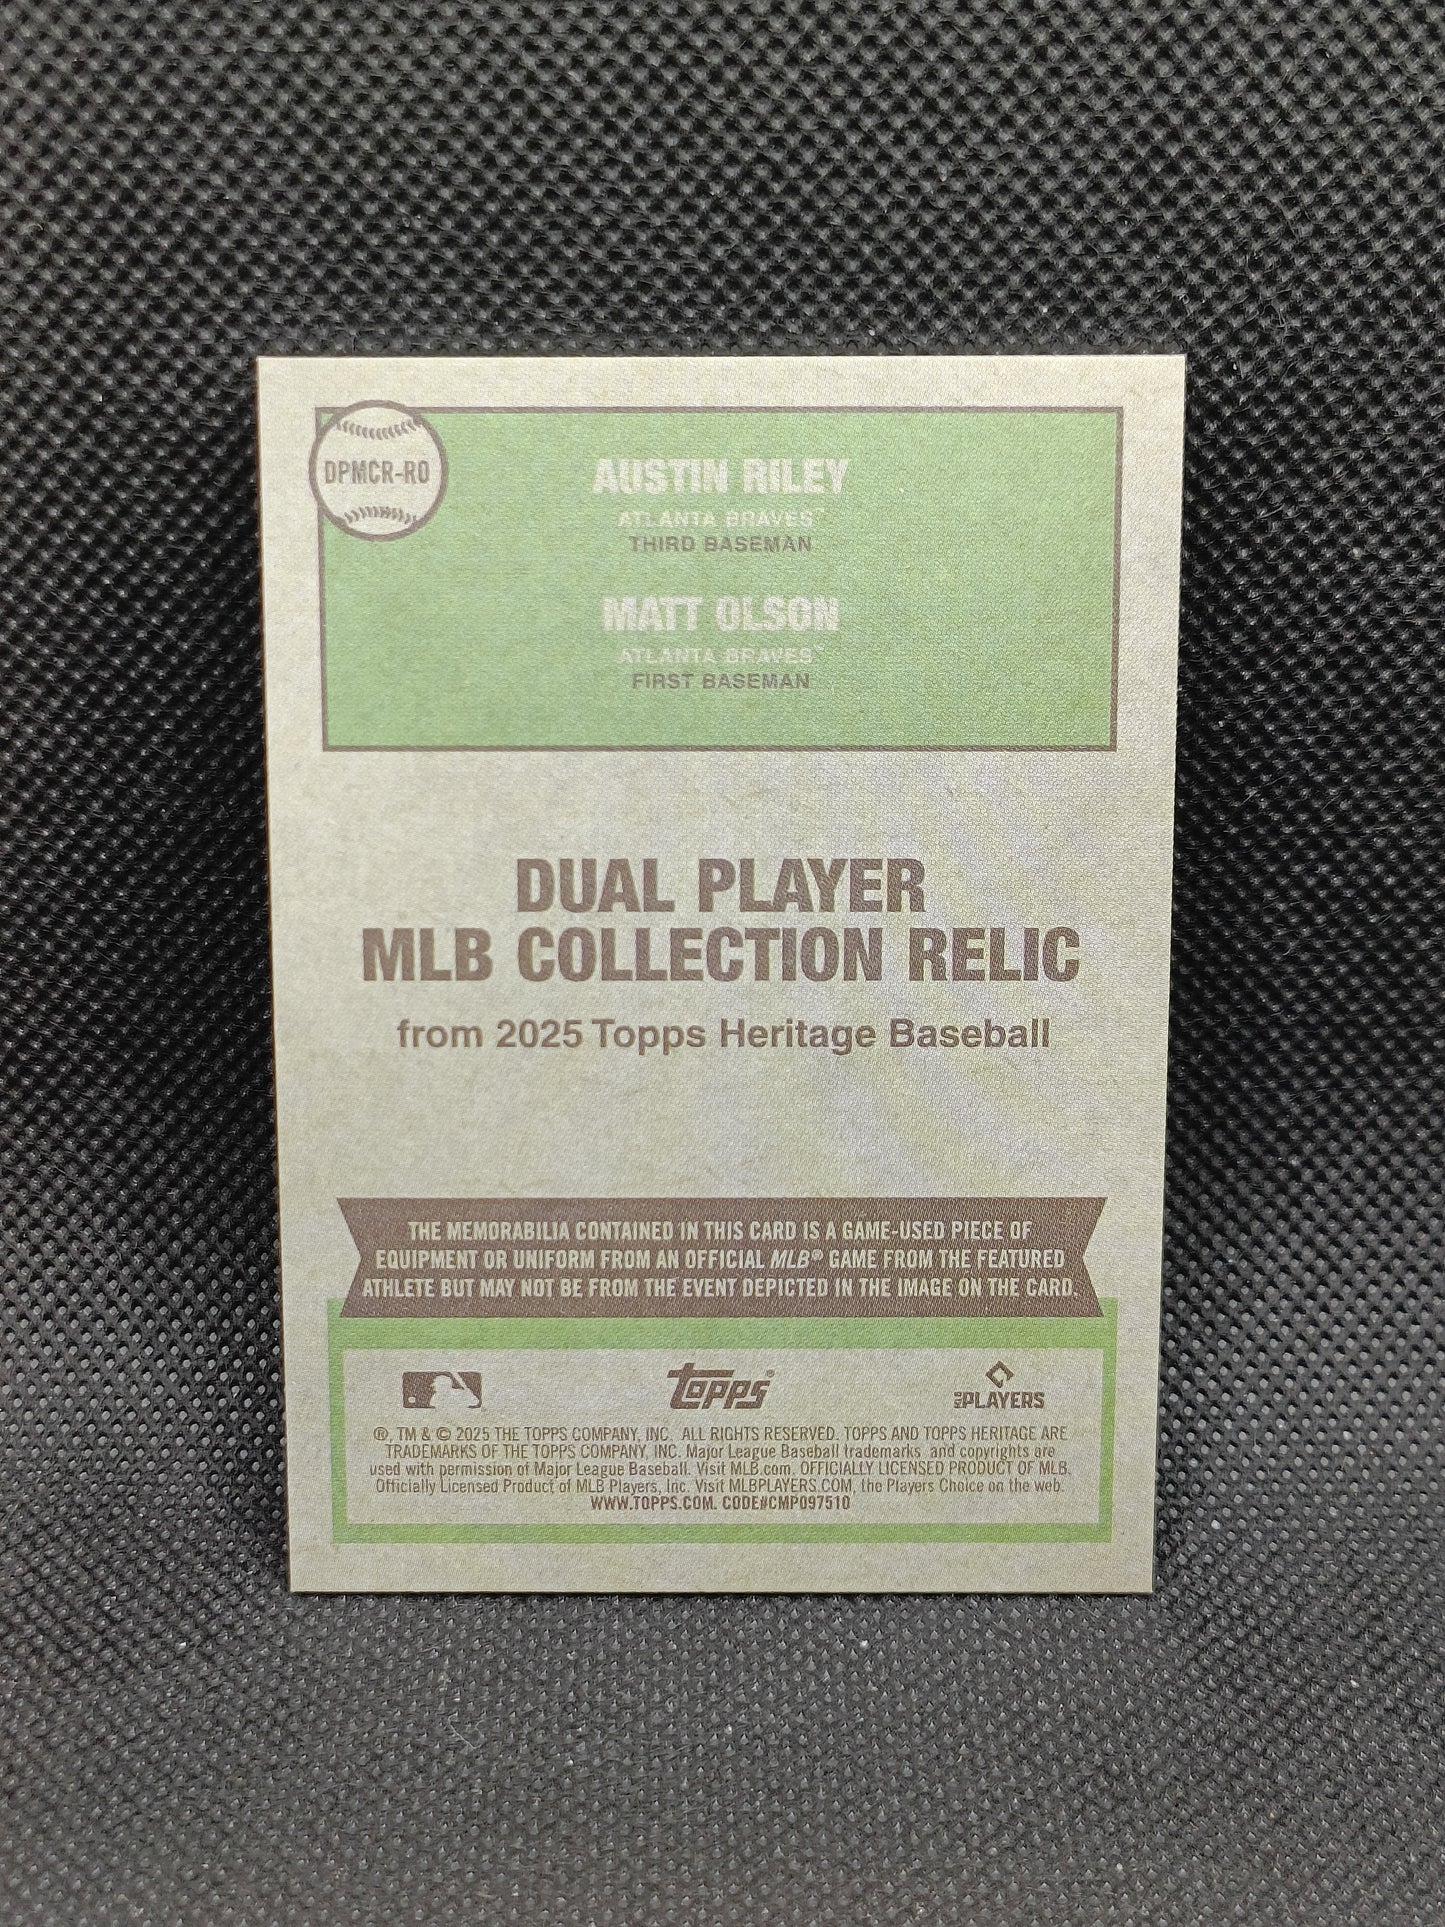 DPMCR-RO
AUSTIN RILEY
ATLANTA BRAVES™
THIRD BASEMAN
MATT OLSON
ATLANTA BRAVES™
FIRST BASEMAN
DUAL PLAYER
MLB COLLECTION RELIC
from 2025 Topps Heritage Baseball
THE MEMORABILIA CONTAINED IN THIS CARD IS A GAME-USED PIECE OF
EQUIPMENT OR UNIFORM FROM AN OFFICIAL MLB® GAME FROM THE FEATURED
ATHLETE BUT MAY NOT BE FROM THE EVENT DEPICTED IN THE IMAGE ON THE CARD.
Topps®
MLB PLAYERS
®, TM & © 2025 THE TOPPS COMPANY, INC. ALL RIGHTS RESERVED. TOPPS AND TOPPS HERITAGE ARE
TRADEMARKS OF THE TOPPS COMPANY, INC. Major League Baseball trademarks and copyrights are
used with permission of Major League Baseball. Visit MLB.com. OFFICIALLY LICENSED PRODUCT OF MLB.
Officially Licensed Product of MLB Players, Inc. Visit MLBPLAYERS.COM, the Players Choice on the web.
WWW.TOPPS.COM. CODE#CMP097510